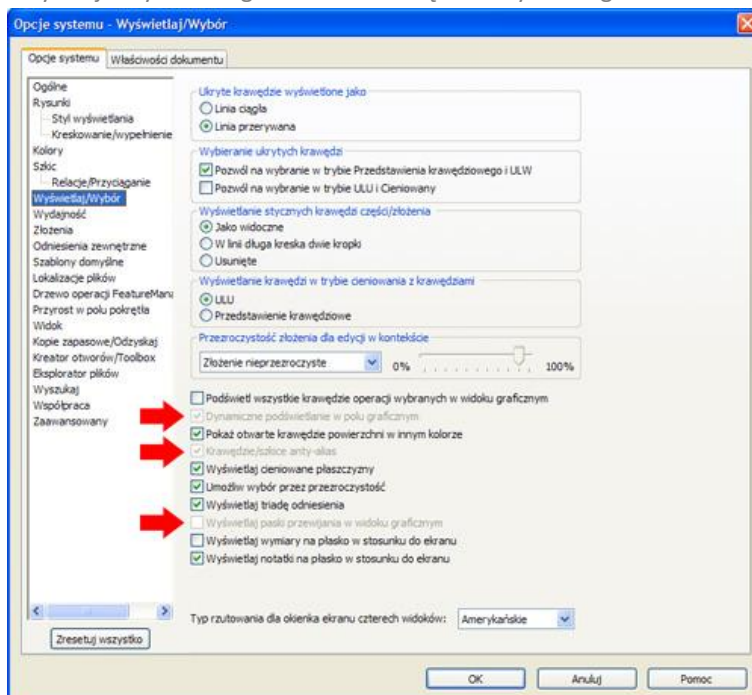 Opcje systemu - Wyświetlaj/Wybór
Opcje systemu
Właściwości dokumentu
Ogólne
Rysunki
Styl wyświetlania
Kreskowanie/wypełnienie
Kolory
Szkic
Relacje/Przyciąganie
Wyświetlaj/Wybór
Wydajność
Złożenia
Odniesienia zewnętrzne
Szablony domyślne
Lokalizacje plików
Drzewo operacji FeatureMana
Przyrost w polu pokrętła
Widok
Kopie zapasowe/Odzyskaj
Kreator otworów/Toolbox
Eksplorator plików
Wyszukaj
Współpraca
Zaawansowany
Zresetuj wszystko
Ukryte krawędzie wyświetlone jako
Linia ciągła
Linia przerywana
Wybieranie ukrytych krawędzi
Pozwól na wybranie w trybie Przedstawienia krawędziowego i ULW
Pozwól na wybranie w trybie ULU i Cieniowany
Wyświetlanie stycznych krawędzi części/złożenia
Jako widoczne
W linii długa kreska dwie kropki
Usunięte
Wyświetlanie krawędzi w trybie cieniowania z krawędziami
ULU
Przedstawienie krawędziowe
Przezroczystość złożenia dla edycji w kontekście
Złożenie nieprzezroczyste 0% 100%
Podświetl wszystkie krawędzie operacji wybranych w widoku graficznym
Dynamiczne podświetlanie w polu graficznym
Pokaż otwarte krawędzie powierzchni w innym kolorze
Krawędzie/szkice anty-alias
Wyświetlaj cieniowane płaszczyzny
Umożliw wybór przez przezroczystość
Wyświetlaj triadę odniesienia
Wyświetlaj paski przewijania w widoku graficznym
Wyświetlaj wymiary na płasko w stosunku do ekranu
Wyświetlaj notatki na płasko w stosunku do ekranu
Typ rzutowania dla okienka ekranu czterech widoków: Amerykańskie
OK Anuluj Pomoc